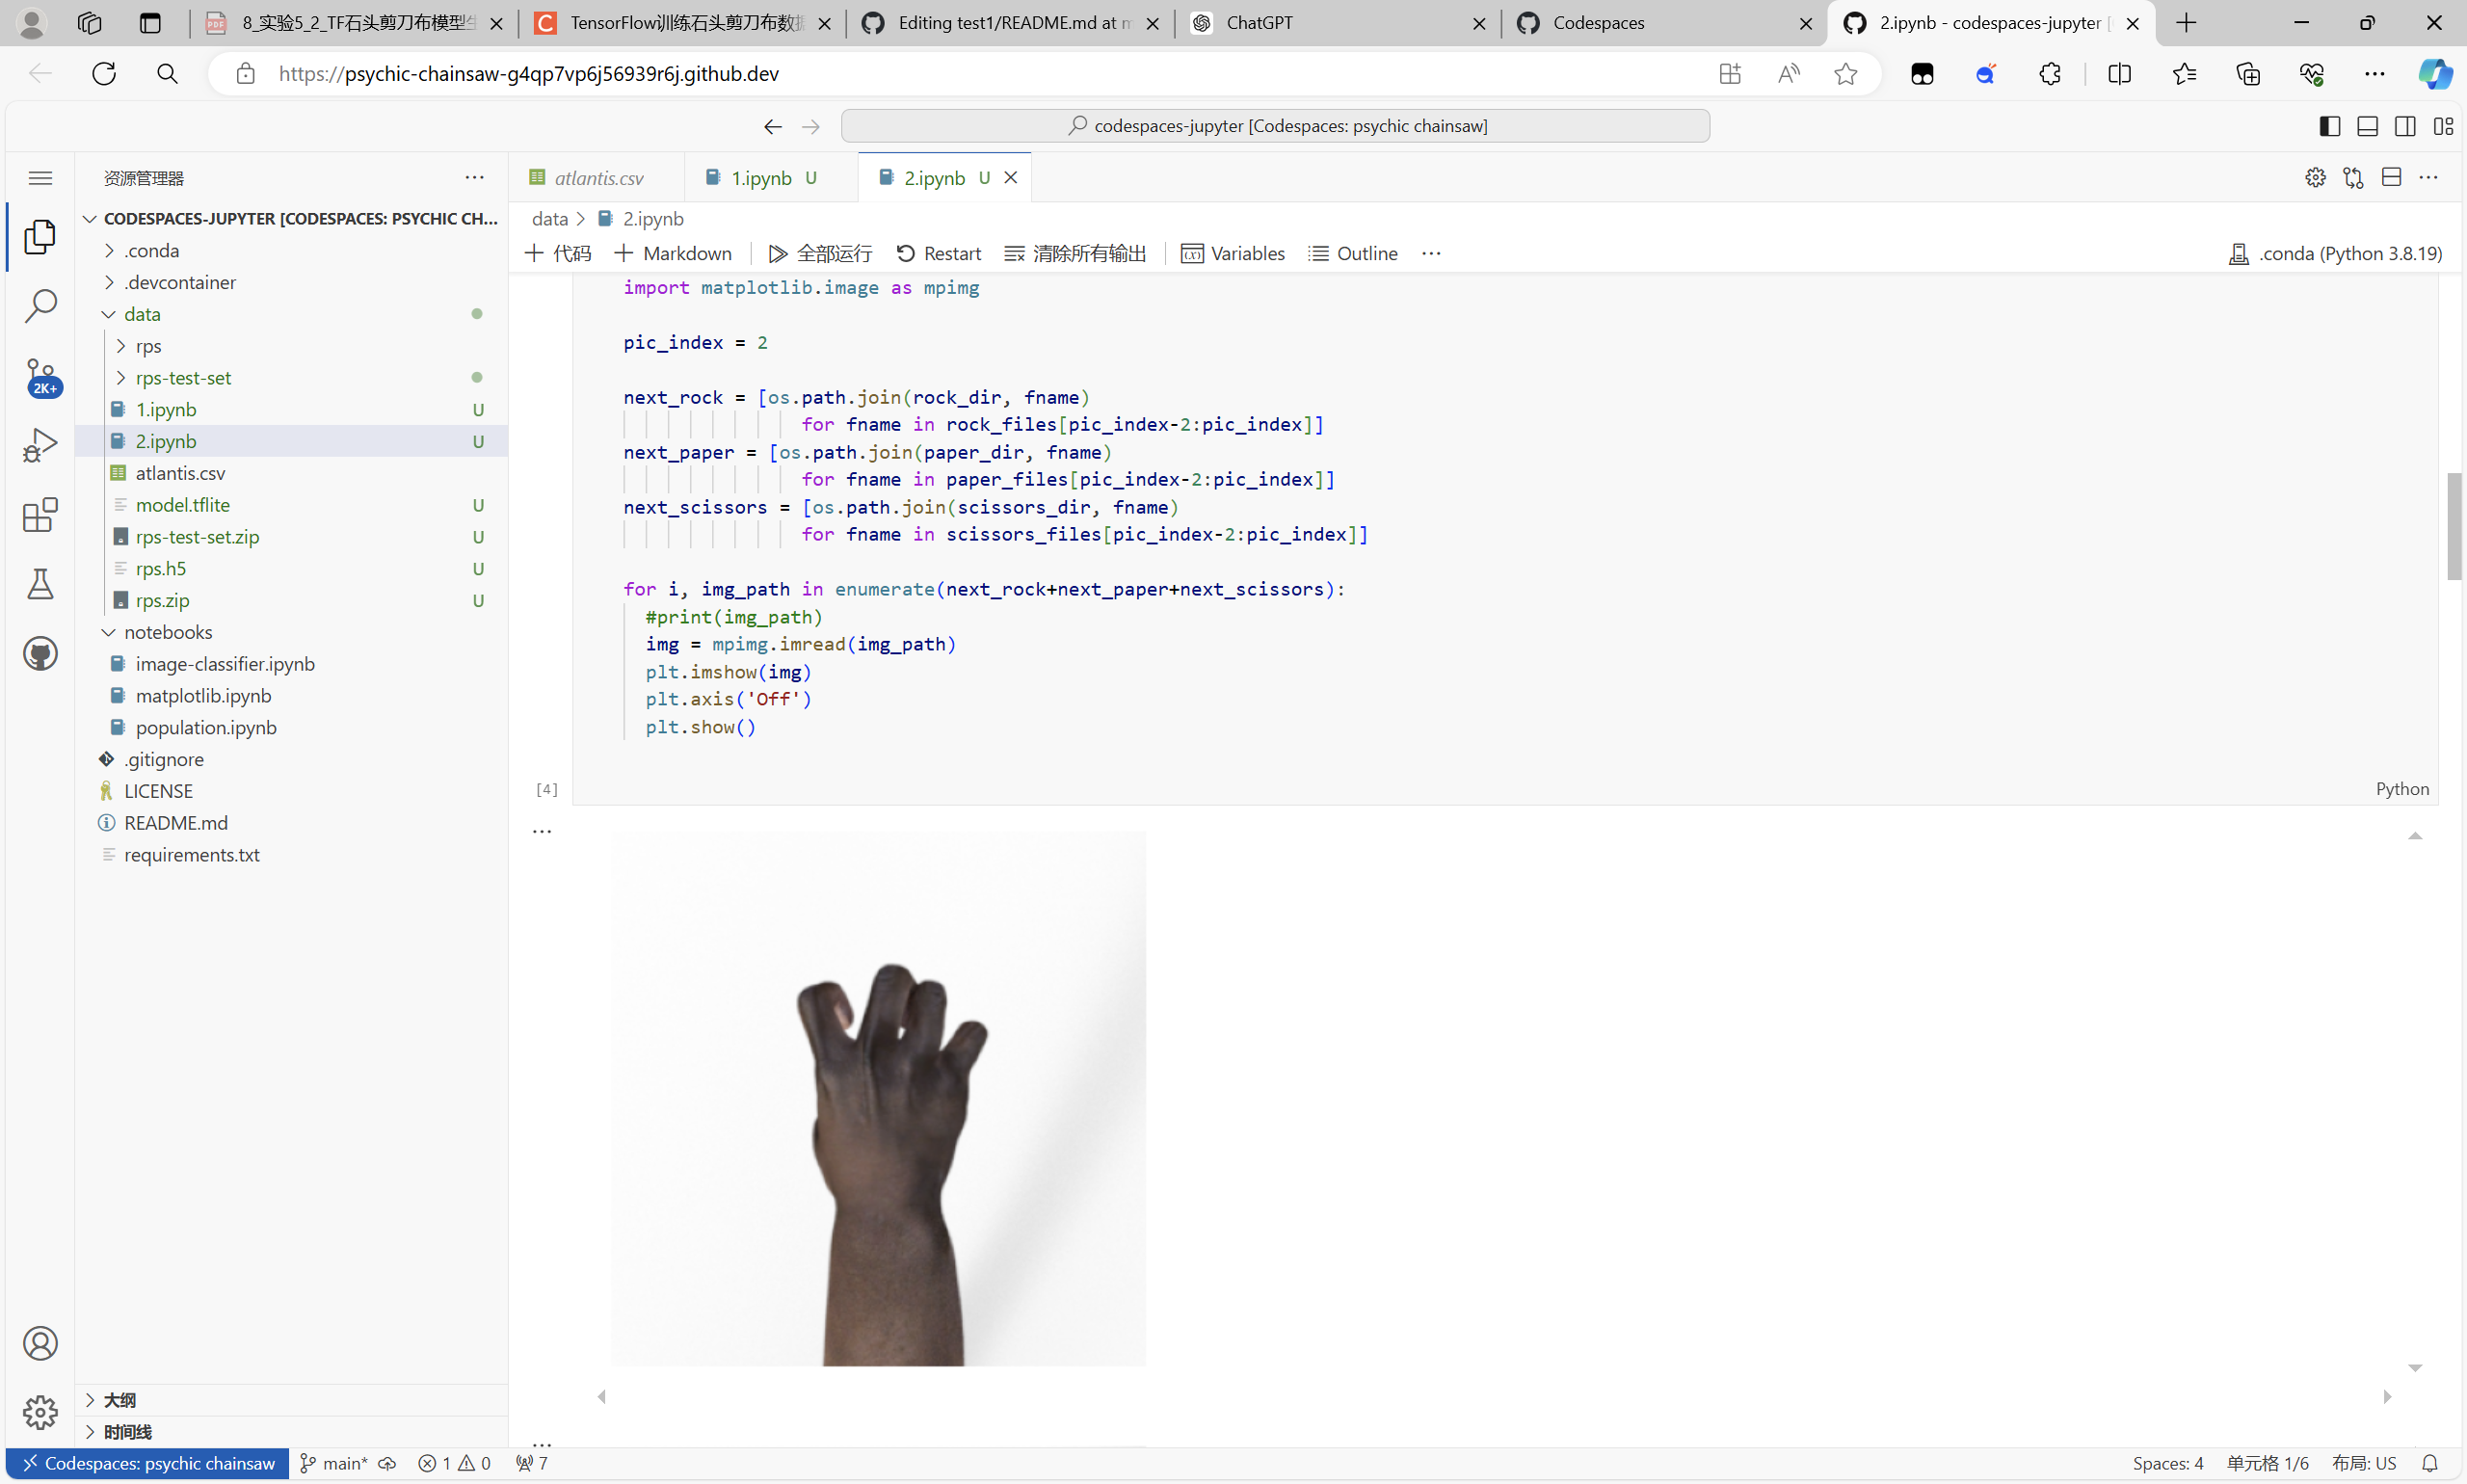 8_实验5_2_TF石头剪刀布模型生
TensorFlow训练石头剪刀布数据
Editing test1/README.md at m
ChatGPT
Codespaces
2.ipynb - codespaces-jupyter [
https://psychic-chainsaw-g4qp7vp6j56939r6j.github.dev
codespaces-jupyter [Codespaces: psychic chainsaw]
资源管理器
CODESPACES-JUPYTER [CODESPACES: PSYCHIC CH...
.conda
.devcontainer
data
rps
rps-test-set
1.ipynb U
2.ipynb U
atlantis.csv
model.tflite U
rps-test-set.zip U
rps.h5 U
rps.zip U
notebooks
image-classifier.ipynb
matplotlib.ipynb
population.ipynb
.gitignore
LICENSE
README.md
requirements.txt
2K+
大纲
时间线
atlantis.csv
1.ipynb U
2.ipynb U
data > 2.ipynb
代码 Markdown 全部运行 Restart 清除所有输出 Variables Outline ...
.conda (Python 3.8.19)
import matplotlib.image as mpimg
pic_index = 2
next_rock = [os.path.join(rock_dir, fname)
for fname in rock_files[pic_index-2:pic_index]]
next_paper = [os.path.join(paper_dir, fname)
for fname in paper_files[pic_index-2:pic_index]]
next_scissors = [os.path.join(scissors_dir, fname)
for fname in scissors_files[pic_index-2:pic_index]]
for i, img_path in enumerate(next_rock+next_paper+next_scissors):
#print(img_path)
img = mpimg.imread(img_path)
plt.imshow(img)
plt.axis('Off')
plt.show()
[4]
Python
Codespaces: psychic chainsaw main* 1 0 7
Spaces: 4 单元格 1/6 布局: US